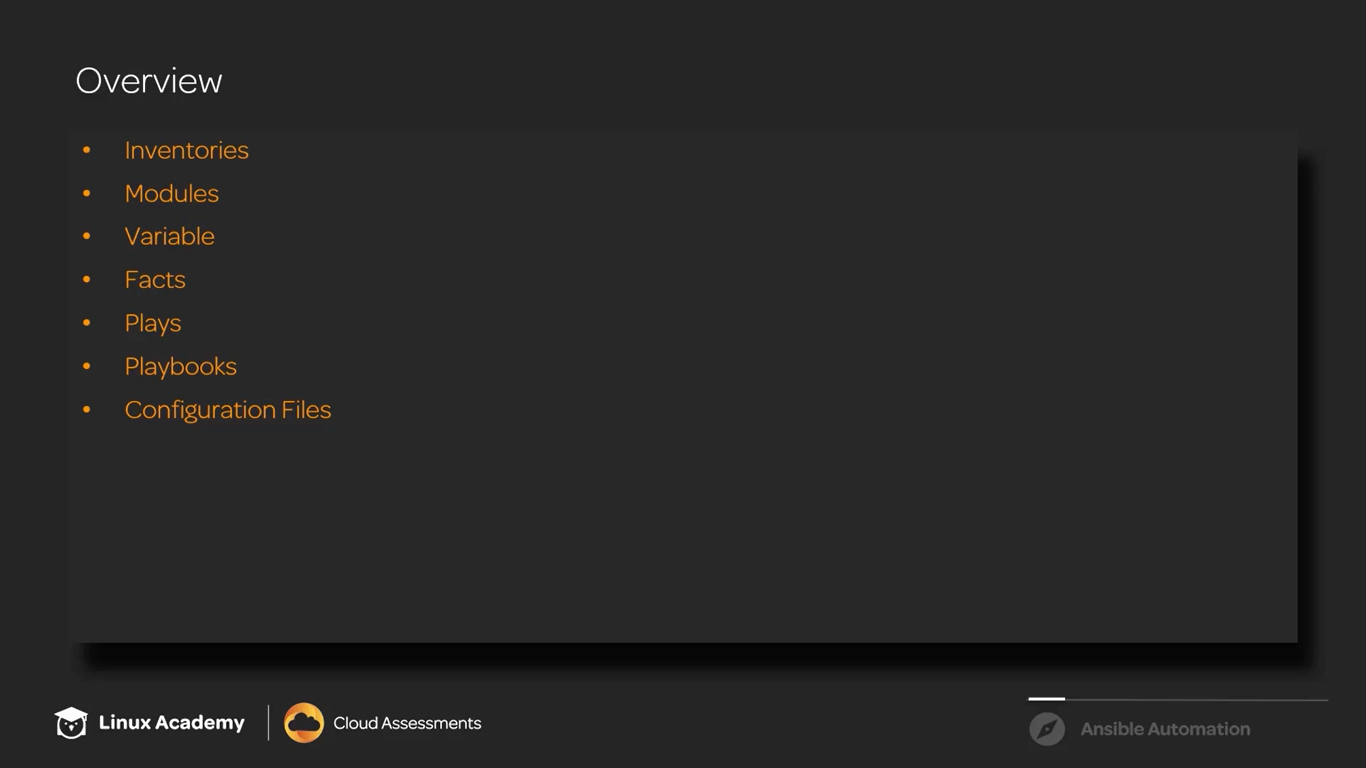 Overview
• Inventories
• Modules
• Variable
• Facts
• Plays
• Playbooks
• Configuration Files
Linux Academy
Cloud Assessments
Ansible Automation